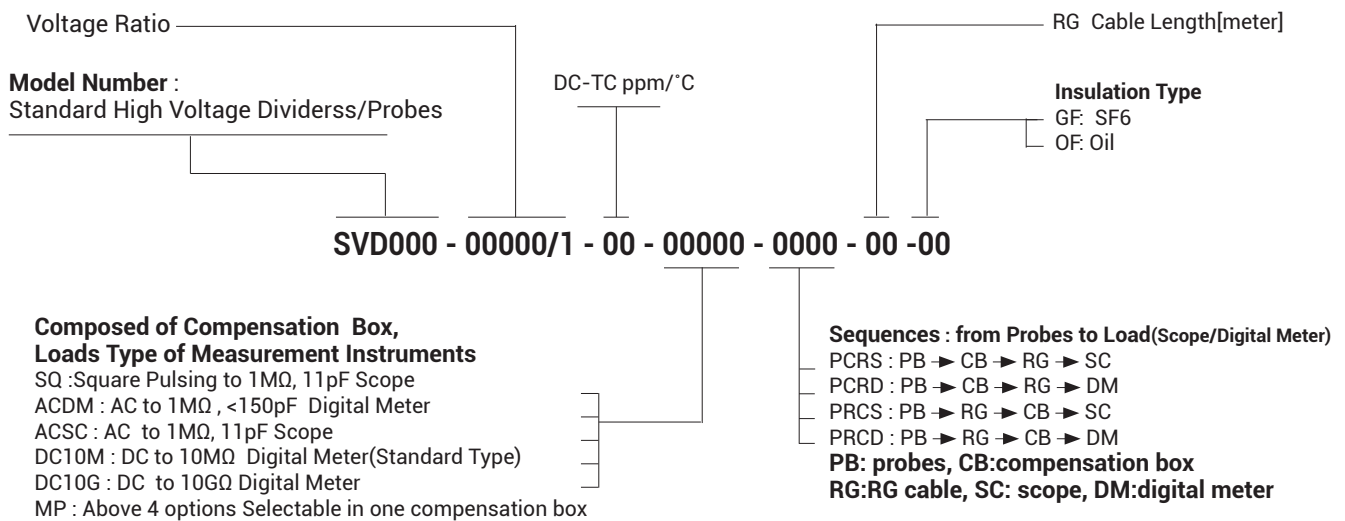 Voltage Ratio
RG Cable Length[meter]
Model Number :
Standard High Voltage Dividerss/Probes
DC-TC ppm/˚C
Insulation Type
GF: SF6
OF: Oil
SVD000 - 00000/1 - 00 - 00000 - 0000 - 00 -00
Composed of Compensation Box,
Loads Type of Measurement Instruments
SQ :Square Pulsing to 1MΩ, 11pF Scope
ACDM : AC to 1MΩ , <150pF Digital Meter
ACSC : AC to 1MΩ, 11pF Scope
DC10M : DC to 10MΩ Digital Meter(Standard Type)
DC10G : DC to 10GΩ Digital Meter
MP : Above 4 options Selectable in one compensation box
Sequences : from Probes to Load(Scope/Digital Meter)
PCRS : PB → CB → RG → SC
PCRD : PB → CB → RG → DM
PRCS : PB → RG → CB → SC
PRCD : PB → RG → CB → DM
PB: probes, CB:compensation box
RG:RG cable, SC: scope, DM:digital meter